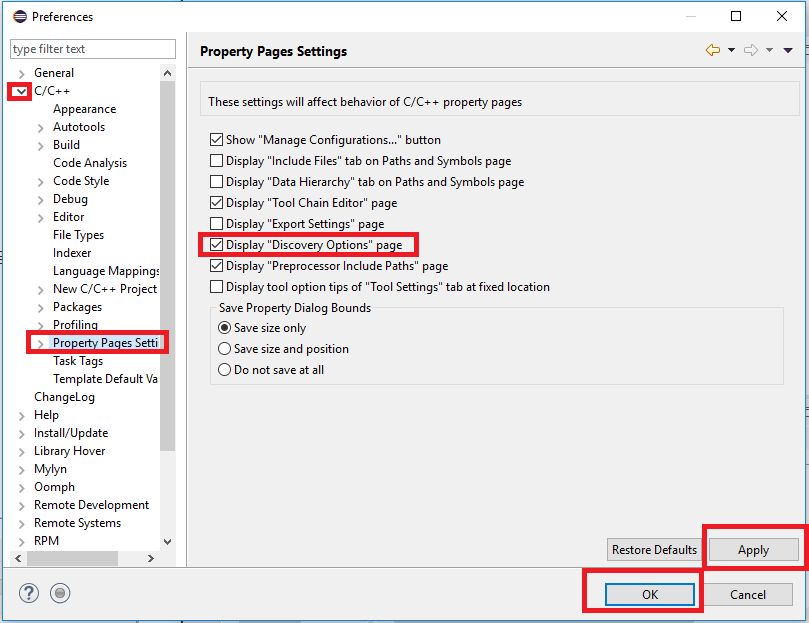 Preferences
type filter text
General
C/C++
Appearance
Autotools
Build
Code Analysis
Code Style
Debug
Editor
File Types
Indexer
Language Mappings
New C/C++ Project
Packages
Profiling
Property Pages Setti
Task Tags
Template Default Va
ChangeLog
Help
Install/Update
Library Hover
Mylyn
Oomph
Remote Development
Remote Systems
RPM
Property Pages Settings
These settings will affect behavior of C/C++ property pages
Show "Manage Configurations..." button
Display "Include Files" tab on Paths and Symbols page
Display "Data Hierarchy" tab on Paths and Symbols page
Display "Tool Chain Editor" page
Display "Export Settings" page
Display "Discovery Options" page
Display "Preprocessor Include Paths" page
Display tool option tips of "Tool Settings" tab at fixed location
Save Property Dialog Bounds
Save size only
Save size and position
Do not save at all
Restore Defaults Apply
? OK Cancel